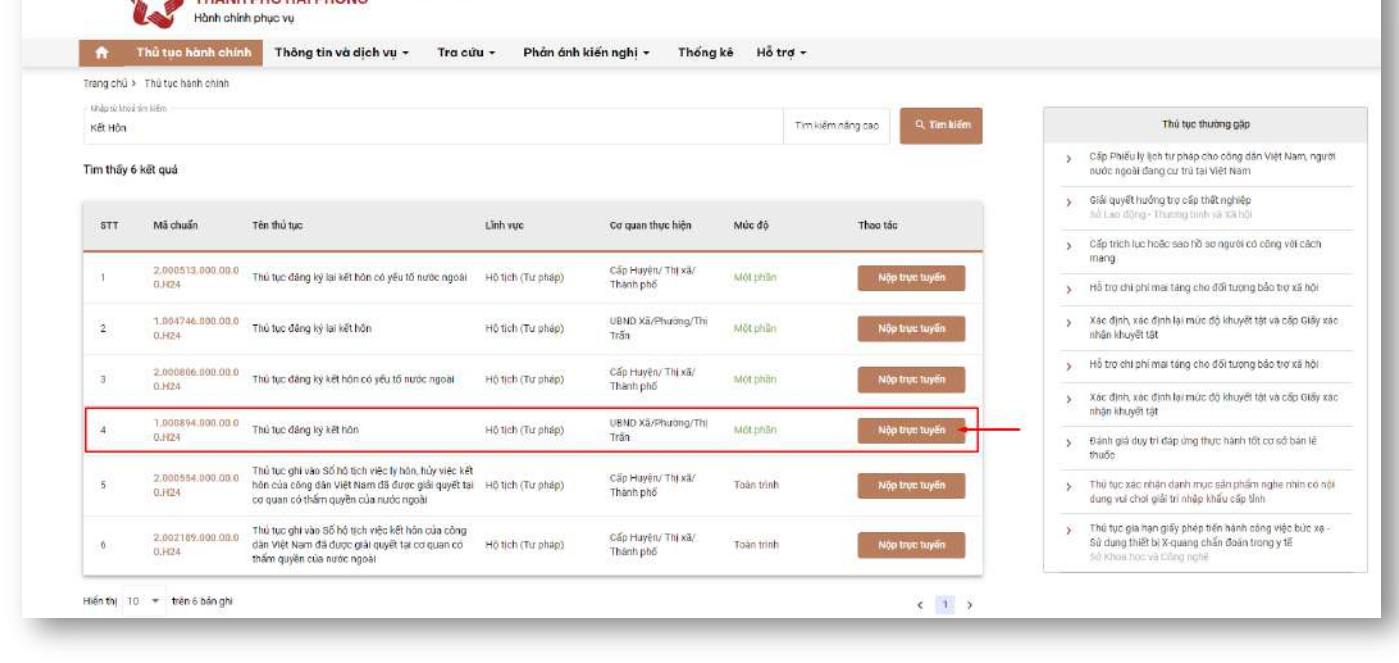 THÀNH PHỐ HẢI PHÒNG
Hành chính phục vụ
Thủ tục hành chính Thông tin và dịch vụ Tra cứu Phản ánh kiến nghị Thống kê Hỗ trợ
Trang chủ > Thủ tục hành chính
Nhập từ khoá tìm kiếm
Kết Hôn
Tìm kiếm nâng cao
Tìm kiếm
Tìm thấy 6 kết quả
STT Mã chuẩn Tên thủ tục Lĩnh vực Cơ quan thực hiện Mức độ Thao tác
1 2.000513.000.00.0 Thủ tục đăng ký lại kết hôn có yếu tố nước ngoài Hộ tịch (Tư pháp) Cấp Huyện/ Thị xã/ Một phần Nộp trực tuyến
0.H24 Thành phố
2 1.004746.000.00.0 Thủ tục đăng ký lại kết hôn Hộ tịch (Tư pháp) UBND Xã/Phường/Thị Một phần Nộp trực tuyến
0.H24 Trấn
3 2.000806.000.00.0 Thủ tục đăng ký kết hôn có yếu tố nước ngoài Hộ tịch (Tư pháp) Cấp Huyện/ Thị xã/ Một phần Nộp trực tuyến
0.H24 Thành phố
4 1.000894.000.00.0 Thủ tục đăng ký kết hôn Hộ tịch (Tư pháp) UBND Xã/Phường/Thị Một phần Nộp trực tuyến
0.H24 Trấn
Thủ tục ghi vào Sổ hộ tịch việc ly hôn, hủy việc kết
5 2.000554.000.00.0 hôn của công dân Việt Nam đã được giải quyết tại Hộ tịch (Tư pháp) Cấp Huyện/ Thị xã/ Toàn trình Nộp trực tuyến
0.H24 cơ quan có thẩm quyền của nước ngoài Thành phố
Thủ tục ghi vào Sổ hộ tịch việc kết hôn của công
6 2.002189.000.00.0 dân Việt Nam đã được giải quyết tại cơ quan có Hộ tịch (Tư pháp) Cấp Huyện/ Thị xã/ Toàn trình Nộp trực tuyến
0.H24 thẩm quyền của nước ngoài Thành phố
Hiển thị 10 trên 6 bản ghi
< 1 >
Thủ tục thường gặp
> Cấp Phiếu lý lịch tư pháp cho công dân Việt Nam, người
nước ngoài đang cư trú tại Việt Nam
> Giải quyết hưởng trợ cấp thất nghiệp
Sở Lao động - Thương binh và Xã hội
> Cấp trích lục hoặc sao hồ sơ người có công với cách
mạng
> Hỗ trợ chi phí mai táng cho đối tượng bảo trợ xã hội
> Xác định, xác định lại mức độ khuyết tật và cấp Giấy xác
nhận khuyết tật
> Hỗ trợ chi phí mai táng cho đối tượng bảo trợ xã hội
> Xác định, xác định lại mức độ khuyết tật và cấp Giấy xác
nhận khuyết tật
> Đánh giá duy trì đáp ứng thực hành tốt cơ sở bán lẻ
thuốc
> Thủ tục xác nhận danh mục sản phẩm nghe nhìn có nội
dung vui chơi giải trí nhập khẩu cấp tỉnh
> Thủ tục gia hạn giấy phép tiến hành công việc bức xạ -
Sử dụng thiết bị X-quang chẩn đoán trong y tế
Sở Khoa học và Công nghệ